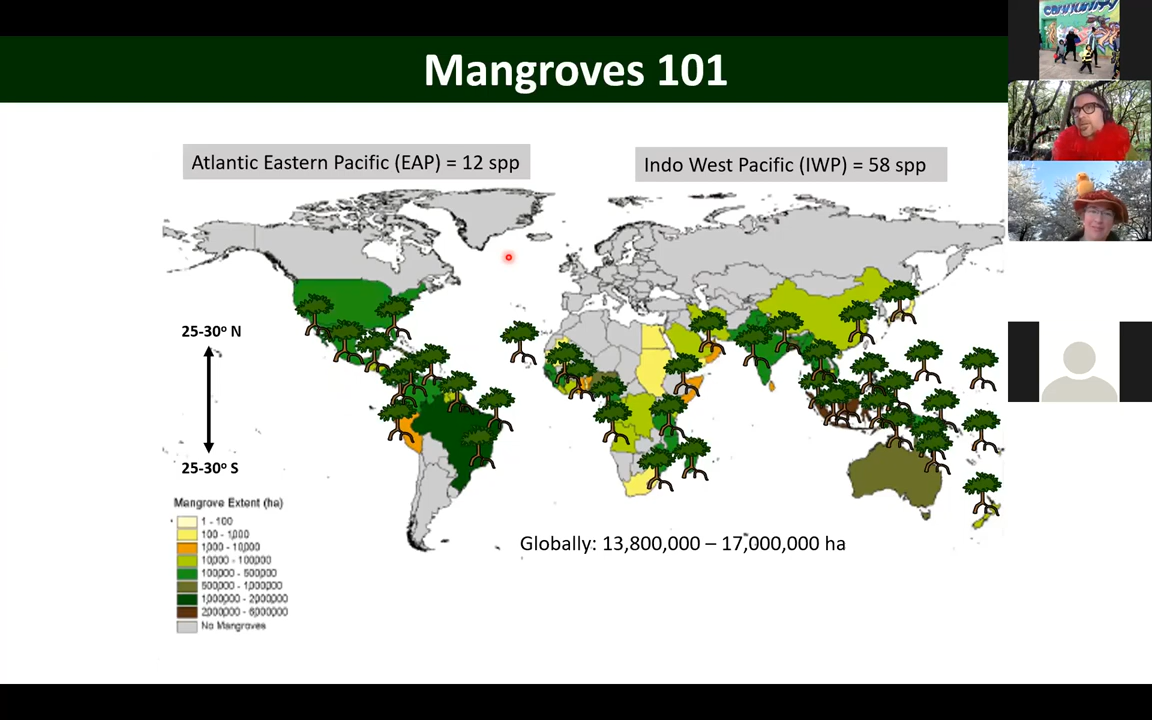 Mangroves 101
Atlantic Eastern Pacific (EAP) = 12 spp
Indo West Pacific (IWP) = 58 spp
25-30º N
25-30º S
Mangrove Extent (ha)
1 - 100
100 - 1,000
1,000 - 10,000
10,000 - 100,000
100,000 - 500,000
500,000 - 1,000,000
1,000,000 - 2,000,000
2,000,000 - 6,000,000
No Mangroves
Globally: 13,800,000 – 17,000,000 ha
COMMUNITY